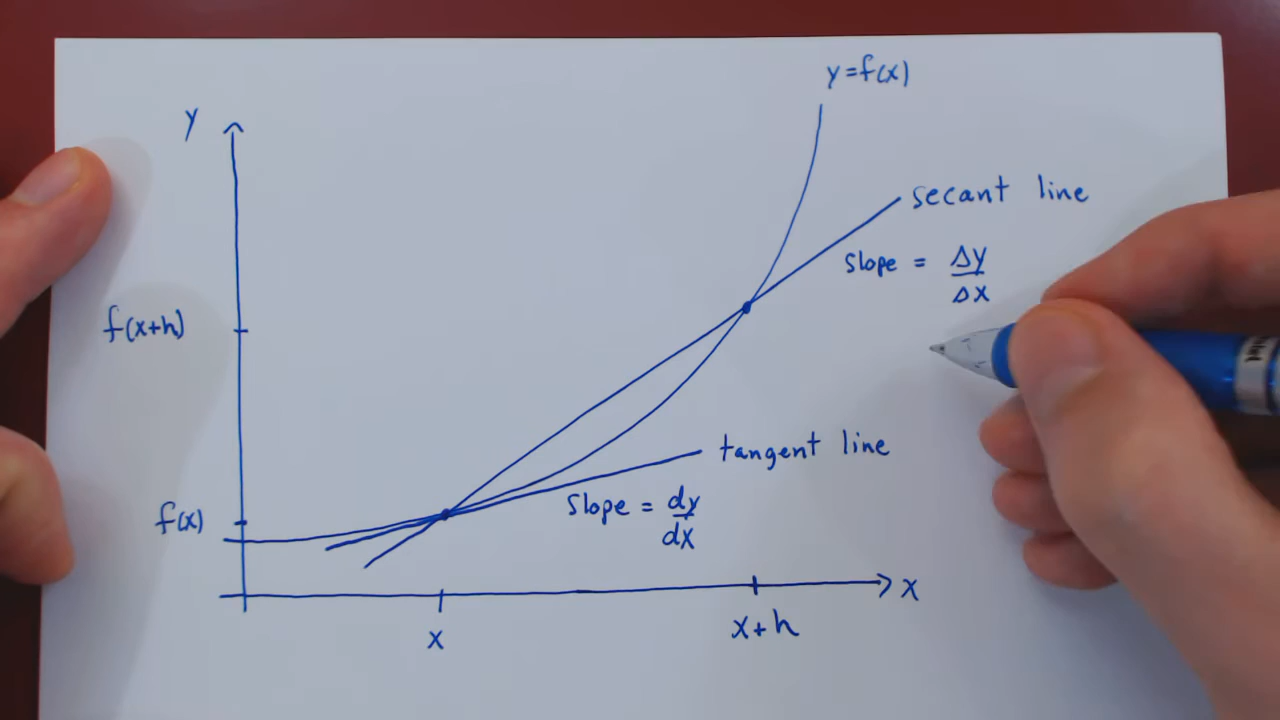 y=f(x)
y
secant line
slope = Δy/Δx
f(x+h)
tangent line
slope = dy/dx
f(x)
x
x
x+h